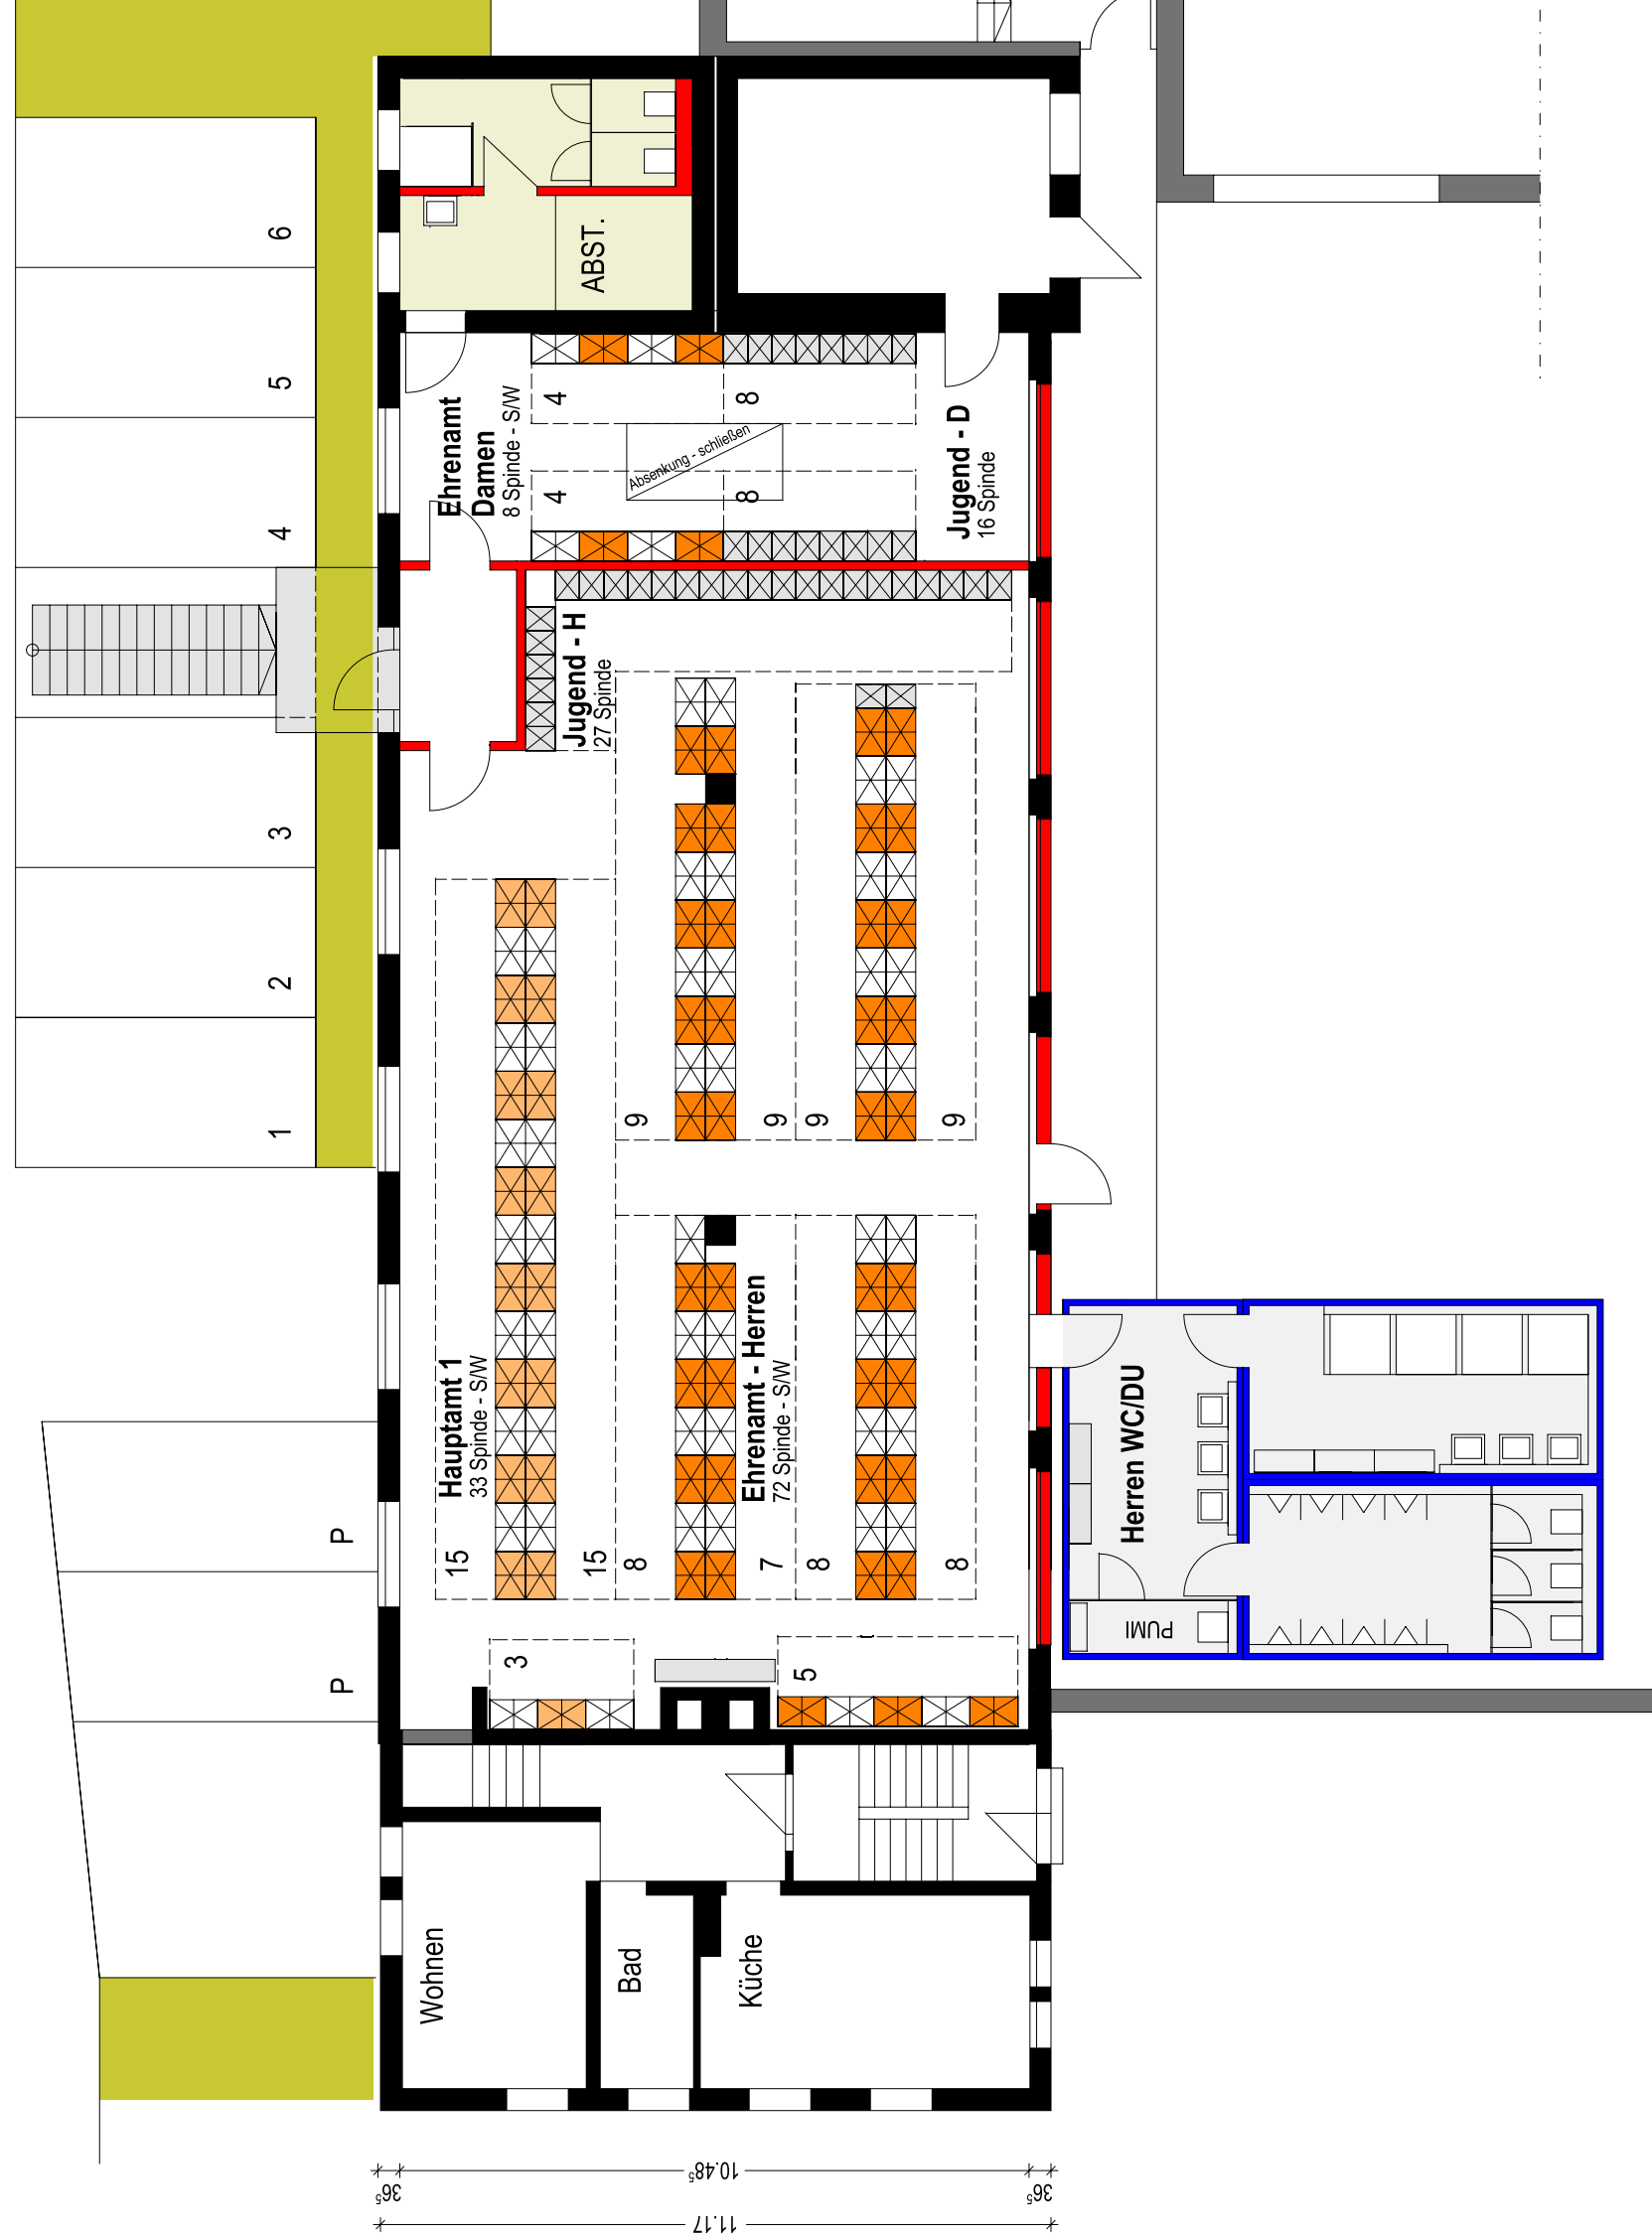 6
5
4
3
2
1
P
P
ABST.
Ehrenamt
Damen
8 Spinde - S/W
4
8
Absenkung - schließen
4
8
Jugend - D
16 Spinde
Jugend - H
27 Spinde
9
9
9
9
Hauptamt 1
33 Spinde - S/W
15
15
Ehrenamt - Herren
72 Spinde - S/W
8
7
8
8
3
5
Herren WC/DU
PUMI
Wohnen
Bad
Küche
36⁵
10.48⁵
36⁵
11.17